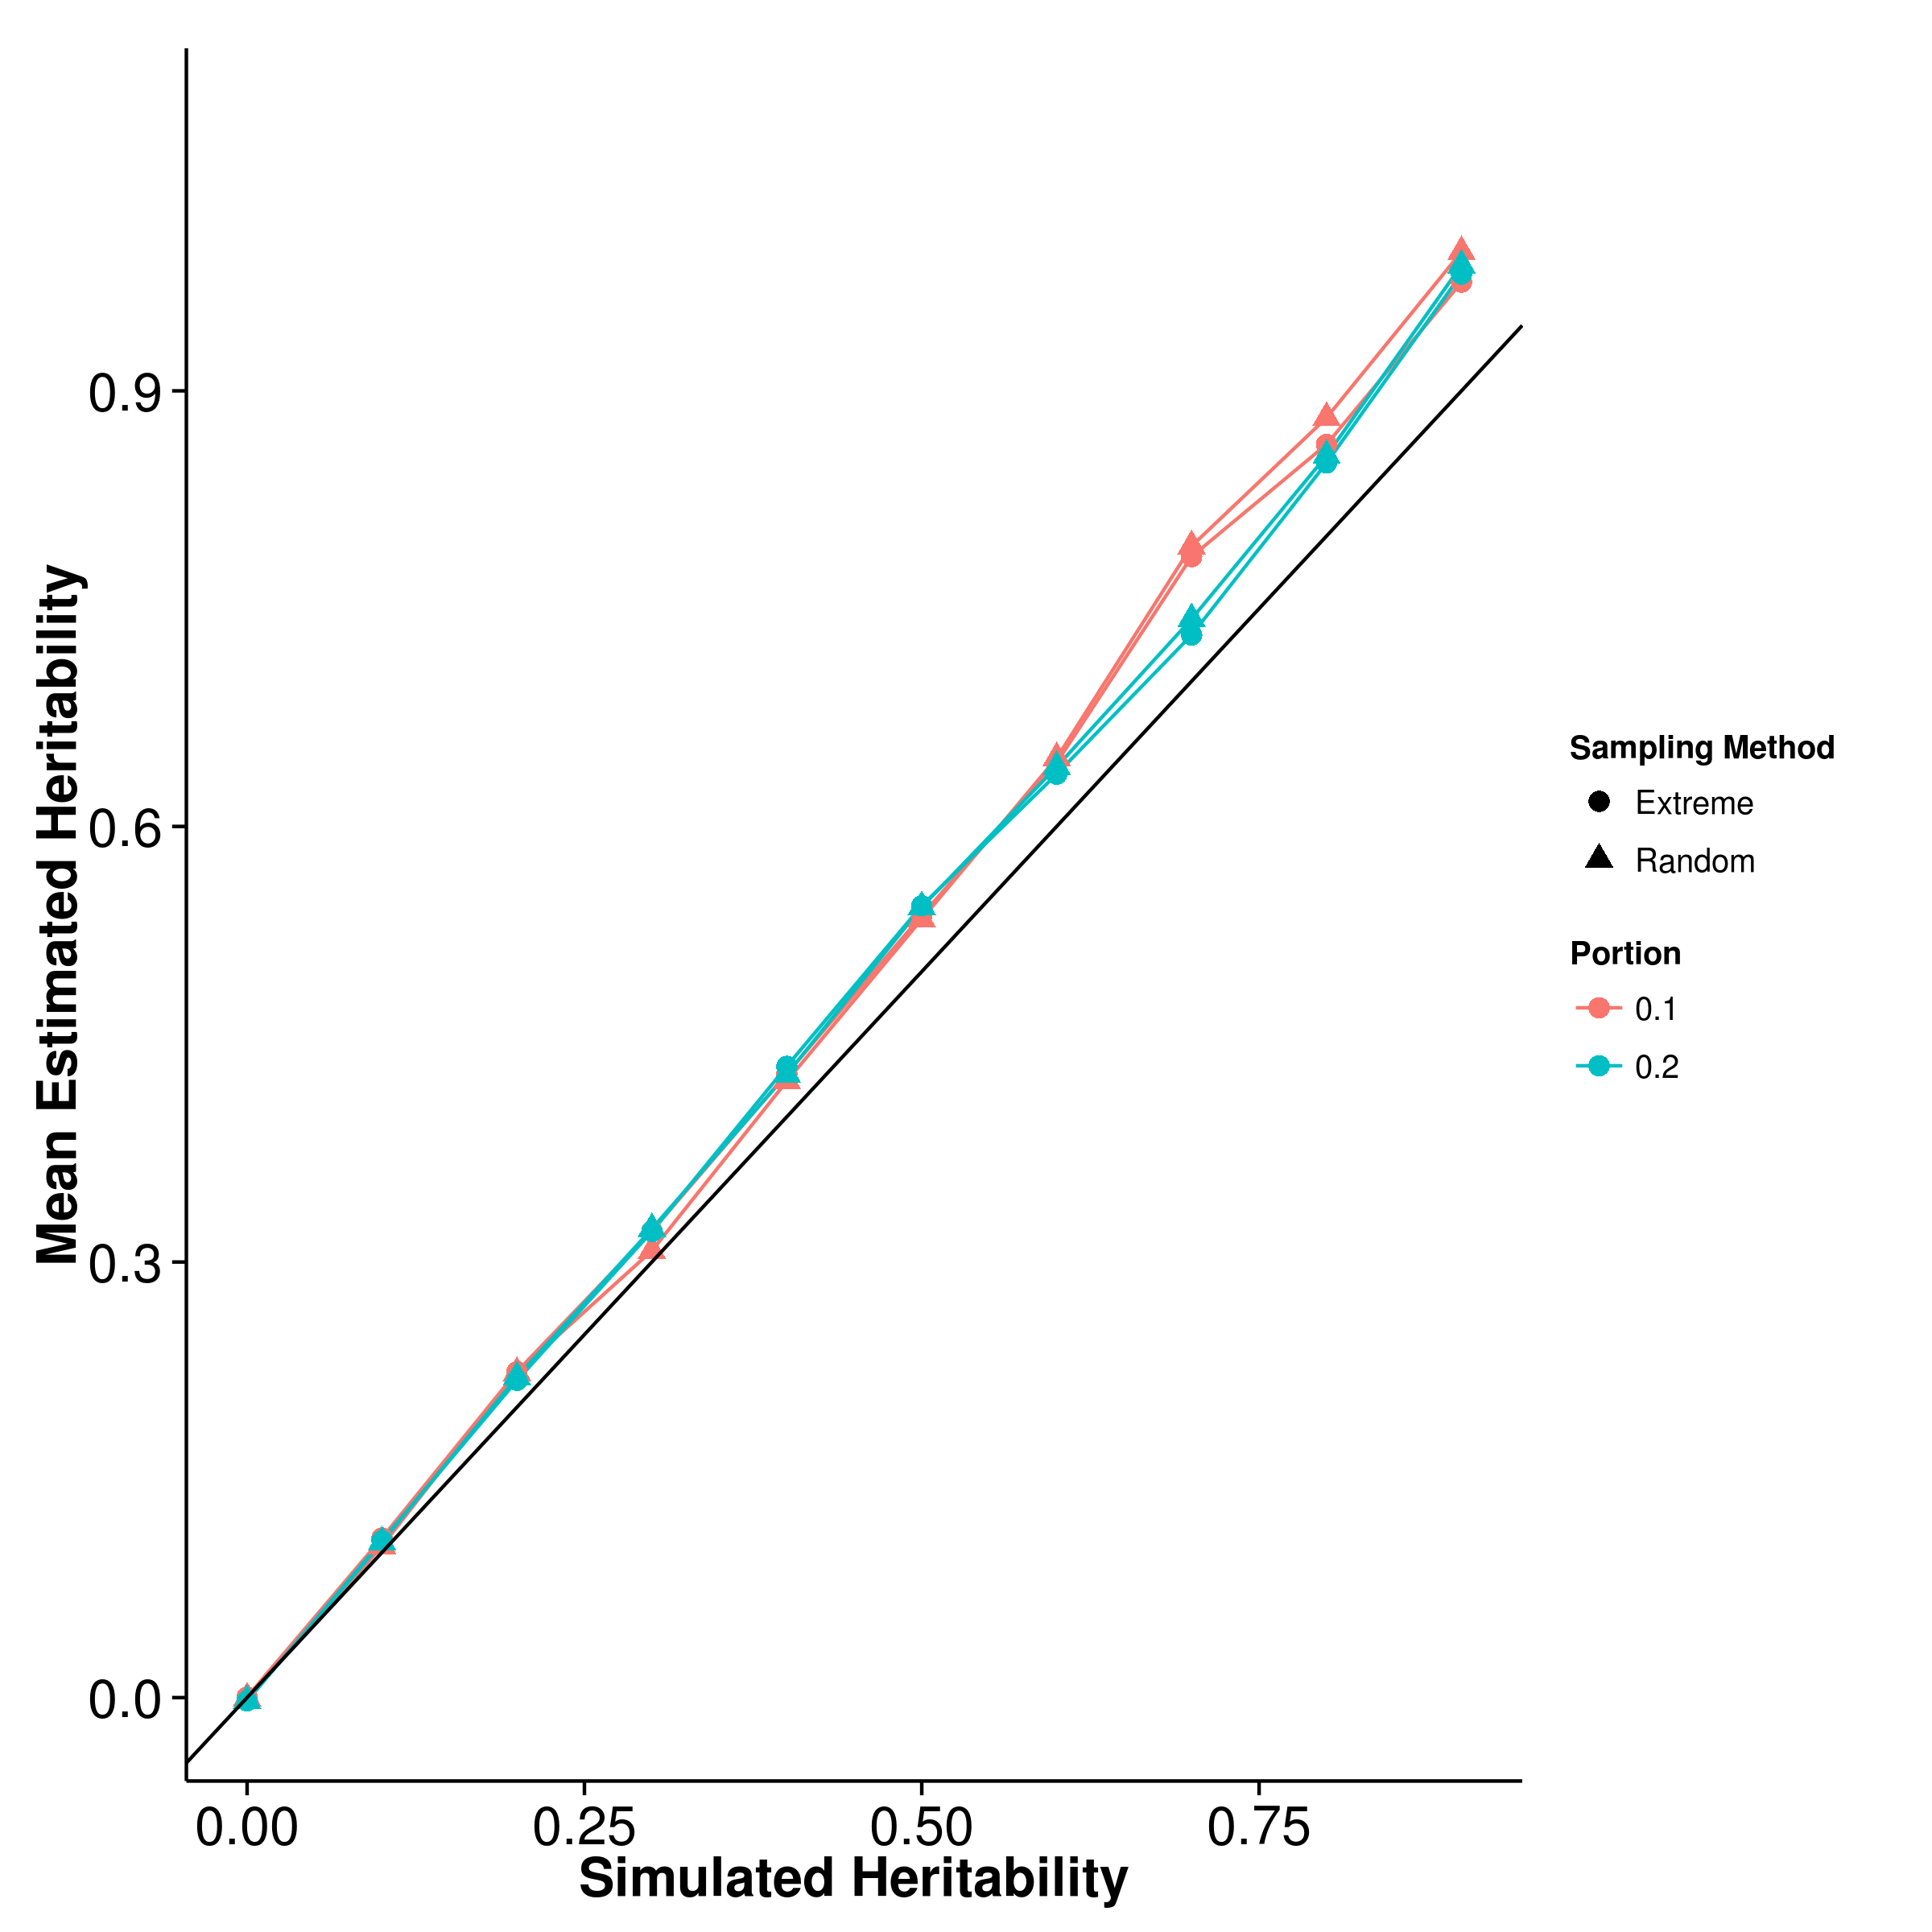 Mean Estimated Heritability
0.9
0.6
0.3
0.0
0.00 0.25 0.50 0.75
Simulated Heritability
Sampling Method
Extreme
Random
Portion
0.1
0.2